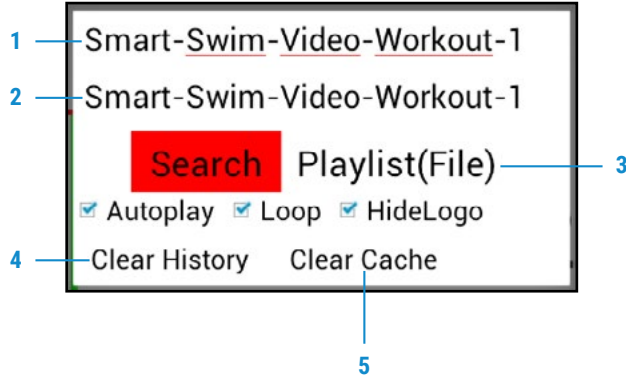 1 Smart-Swim-Video-Workout-1
2 Smart-Swim-Video-Workout-1
Search Playlist(File) 3
Autoplay Loop HideLogo
4 Clear History Clear Cache
5